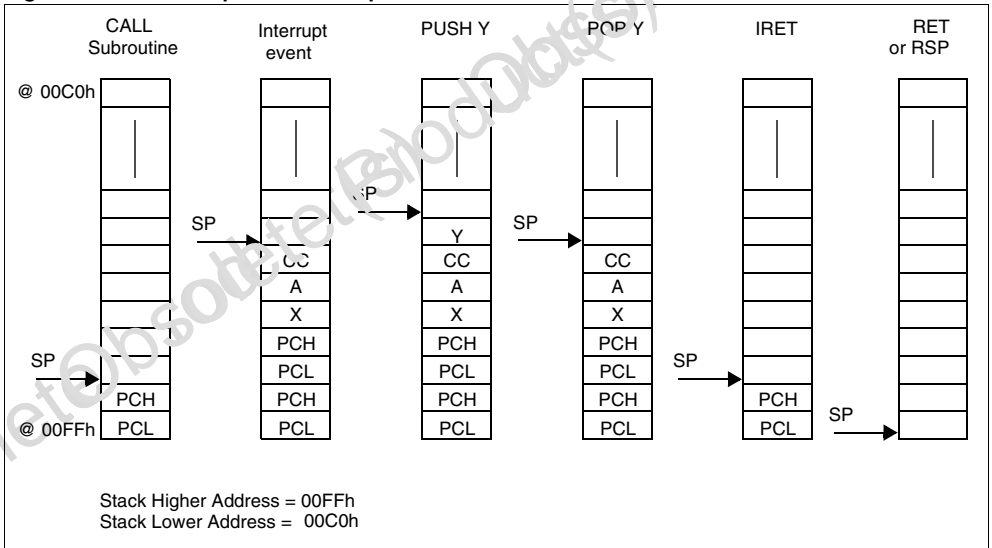 CALL Subroutine
Interrupt event
PUSH Y
POP Y
IRET
RET or RSP
@ 00C0h
SP
SP
SP
Y
CC
CC
CC
A
A
A
X
X
X
PCH
PCH
PCH
SP
PCL
PCL
PCL
SP
PCH
PCH
PCH
PCH
PCH
@ 00FFh
PCL
PCL
PCL
PCL
PCL
SP
Stack Higher Address = 00FFh
Stack Lower Address = 00C0h